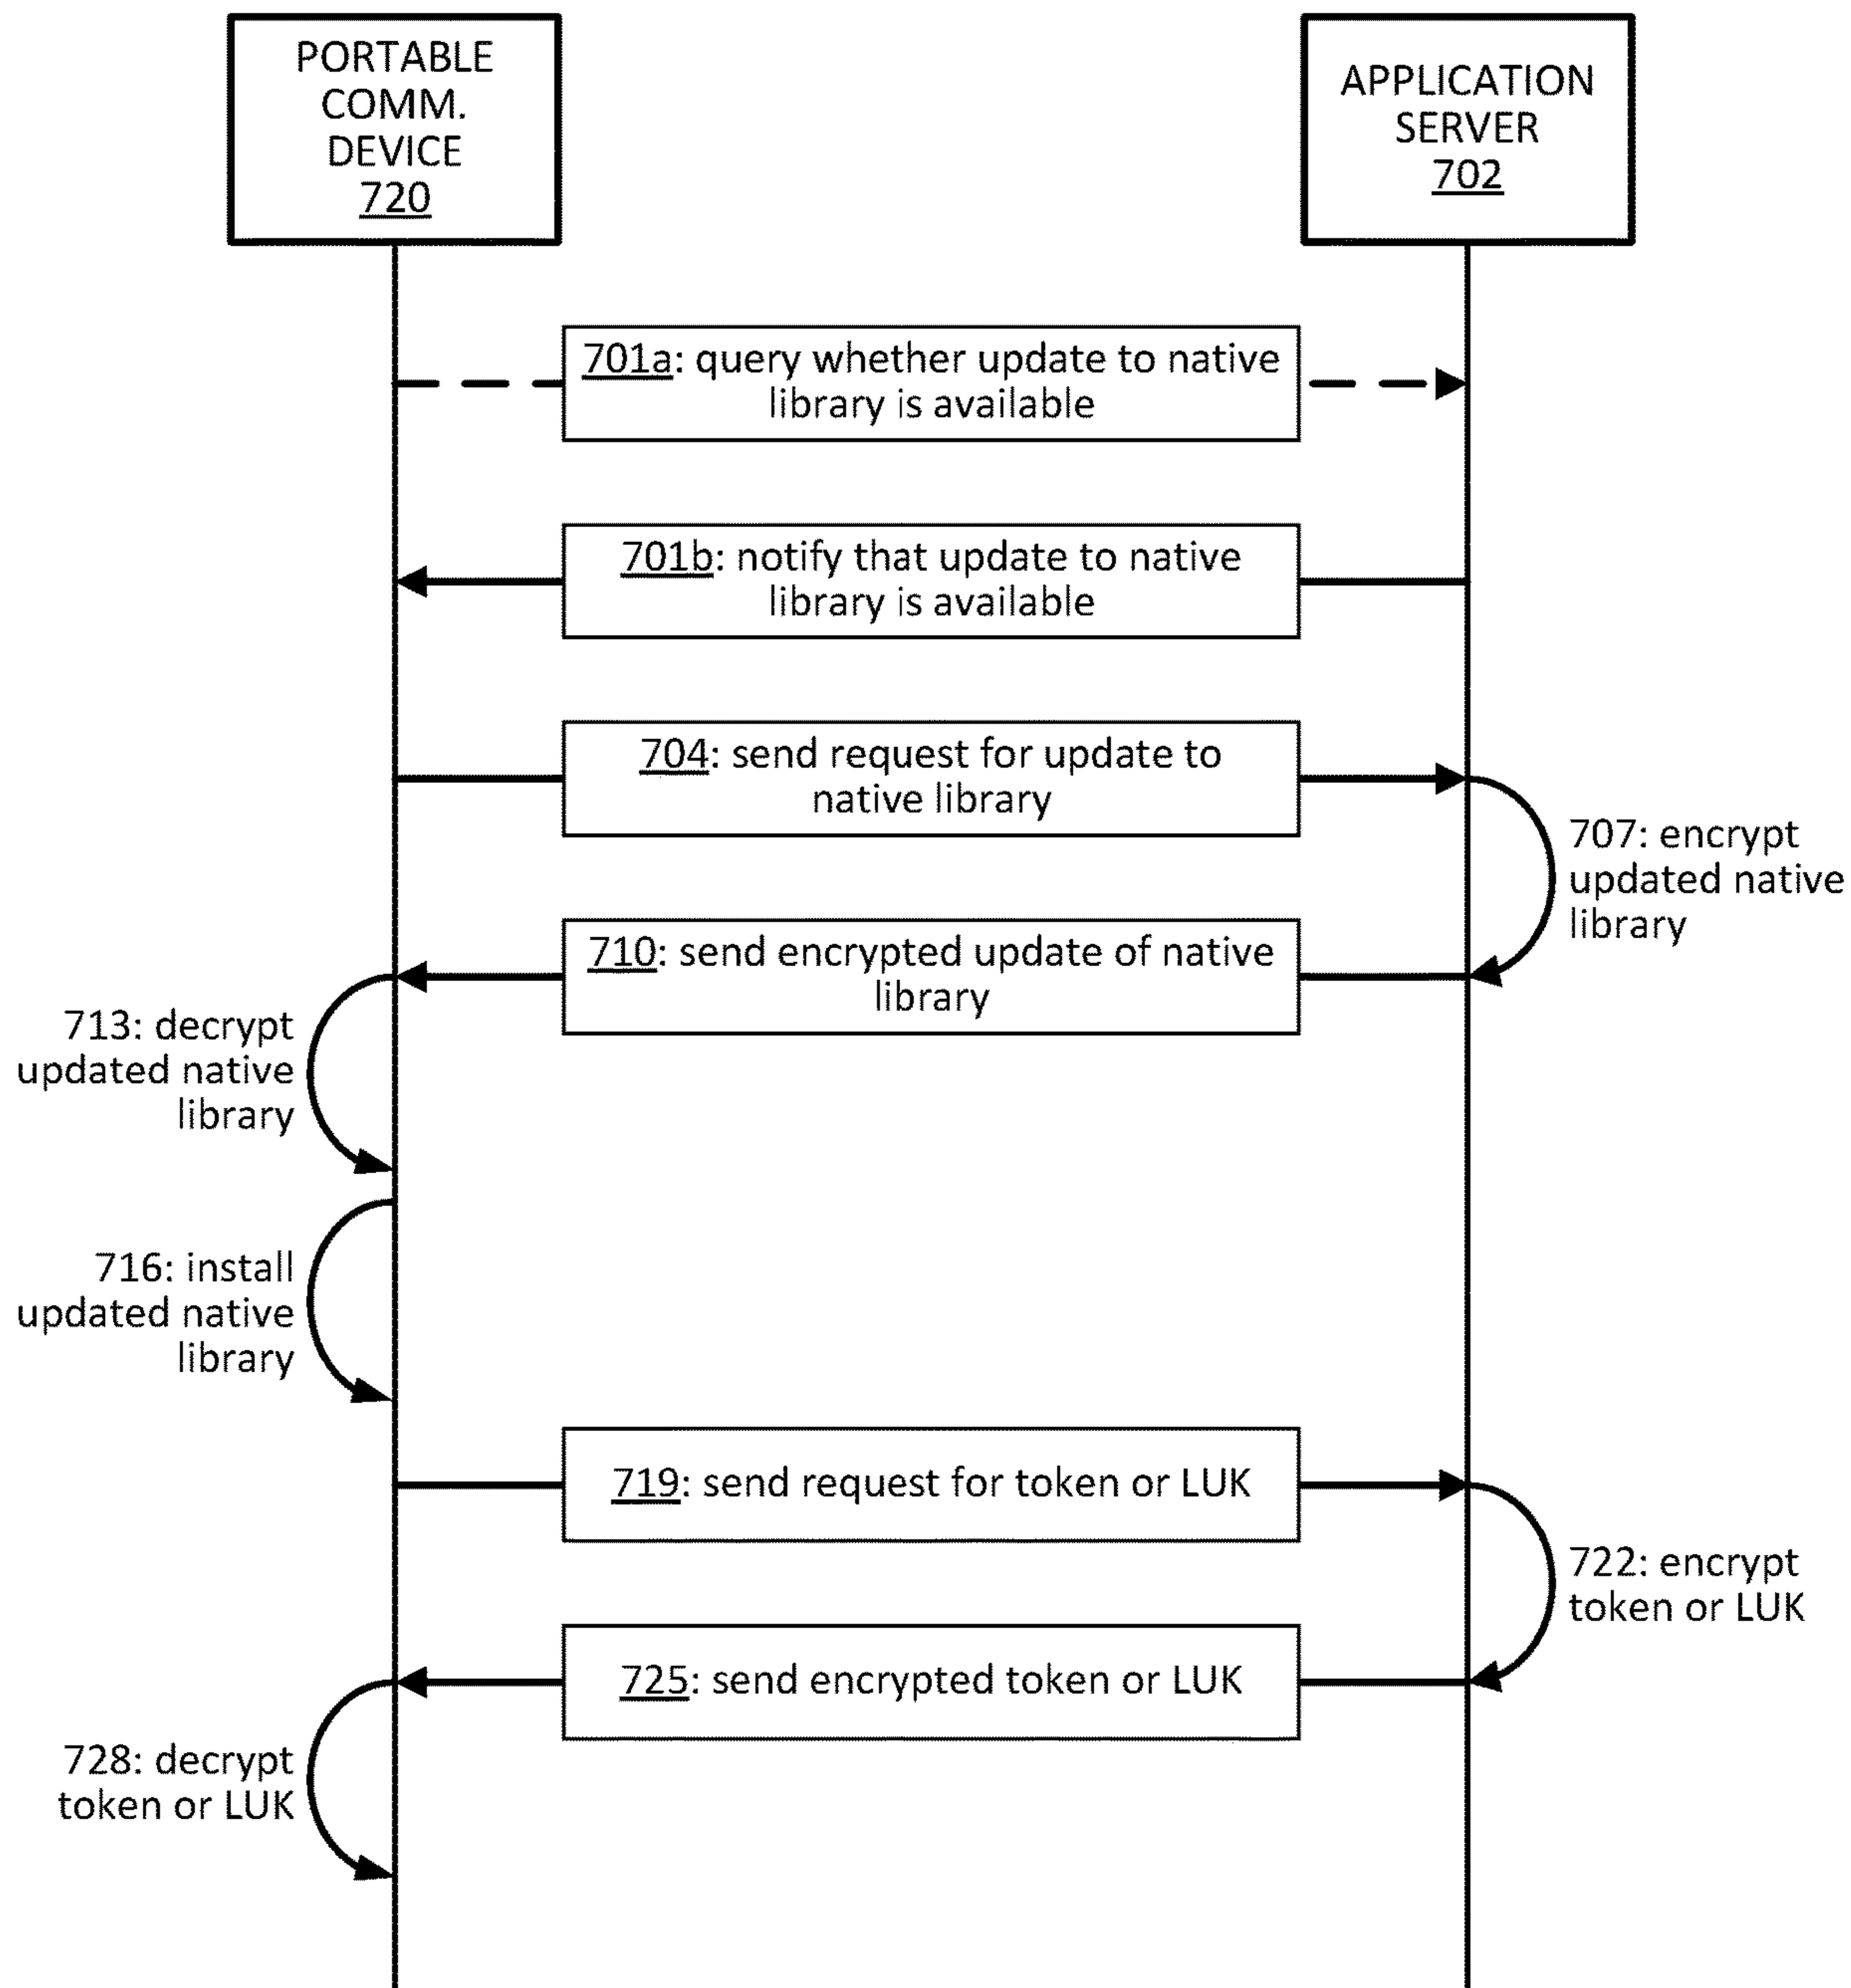 PORTABLE
COMM.
DEVICE
720
APPLICATION
SERVER
702
701a: query whether update to native
library is available
701b: notify that update to native
library is available
704: send request for update to
native library
707: encrypt
updated native
library
710: send encrypted update of native
library
713: decrypt
updated native
library
716: install
updated native
library
719: send request for token or LUK
722: encrypt
token or LUK
725: send encrypted token or LUK
728: decrypt
token or LUK